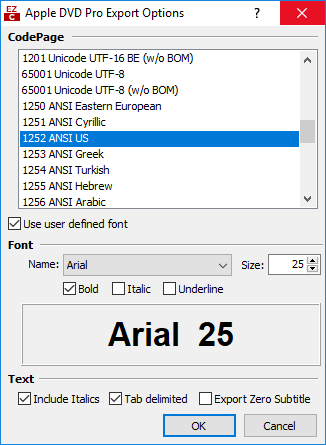 EZ
C
Apple DVD Pro Export Options
CodePage
1201 Unicode UTF-16 BE (w/o BOM)
65001 Unicode UTF-8
65001 Unicode UTF-8 (w/o BOM)
1250 ANSI Eastern European
1251 ANSI Cyrillic
1252 ANSI US
1253 ANSI Greek
1254 ANSI Turkish
1255 ANSI Hebrew
1256 ANSI Arabic
Use user defined font
Font
Name: Arial Size: 25
Bold Italic Underline
Arial 25
Text
Include Italics Tab delimited Export Zero Subtitle
OK Cancel